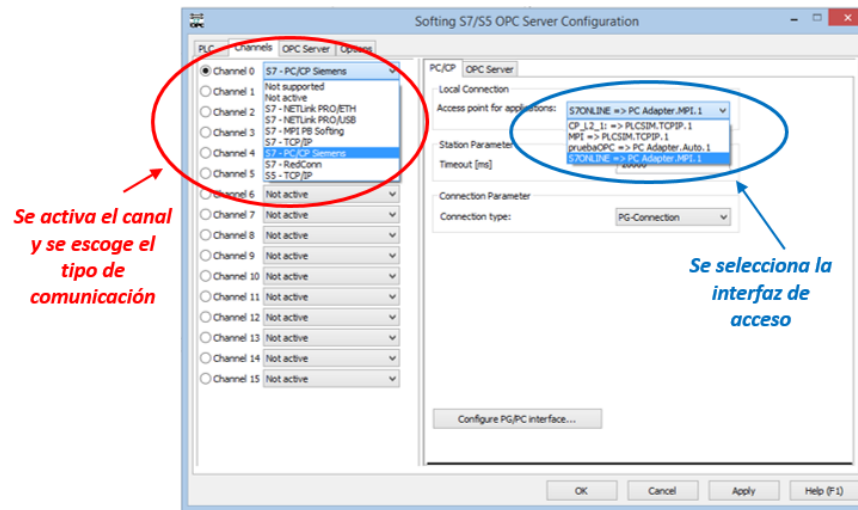 Softing S7/S5 OPC Server Configuration
PLC Channels OPC Server Options
Channel 0 S7 - PC/CP Siemens
Channel 1
Channel 2
Channel 3
Channel 4
Channel 5
Not supported
Not active
S7 - NETLink PRO/ETH
S7 - NETLink PRO/USB
S7 - MPI PB Softing
S7 - TCP/IP
S7 - PC/CP Siemens
S7 - RedConn
S5 - TCP/IP
Channel 6 Not active
Channel 7 Not active
Channel 8 Not active
Channel 9 Not active
Channel 10 Not active
Channel 11 Not active
Channel 12 Not active
Channel 13 Not active
Channel 14 Not active
Channel 15 Not active
PC/CP OPC Server
Local Connection
Access point for applications: S7ONLINE => PC Adapter.MPI.1
CP_L2_1: => PLCSIM.TCPIP.1
MPI => PLCSIM.TCPIP.1
pruebaOPC => PC Adapter.Auto.1
S7ONLINE => PC Adapter.MPI.1
Station Parameter
Timeout [ms]
Connection Parameter
Connection type: PG-Connection
Configure PG/PC interface...
OK Cancel Apply Help (F1)
Se activa el canal
y se escoge el
tipo de
comunicación
Se selecciona la
interfaz de
acceso